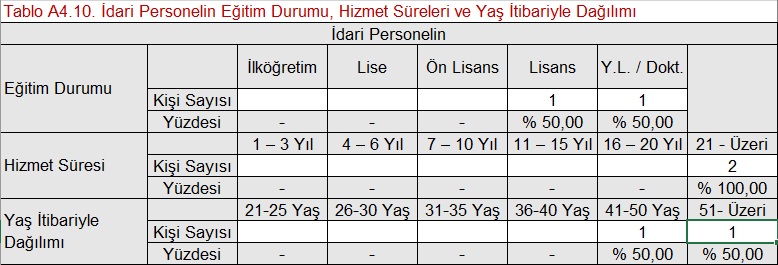 Tablo A4.10. İdari Personelin Eğitim Durumu, Hizmet Süreleri ve Yaş İtibariyle Dağılımı
İdari Personelin
Eğitim Durumu
İlköğretim Lise Ön Lisans Lisans Y.L. / Dokt.
Kişi Sayısı 1 1
Yüzdesi - - - % 50,00 % 50,00
Hizmet Süresi
1 – 3 Yıl 4 – 6 Yıl 7 – 10 Yıl 11 – 15 Yıl 16 – 20 Yıl 21 - Üzeri
Kişi Sayısı 2
Yüzdesi - - - - - % 100,00
Yaş İtibariyle
Dağılımı
21-25 Yaş 26-30 Yaş 31-35 Yaş 36-40 Yaş 41-50 Yaş 51- Üzeri
Kişi Sayısı 1 1
Yüzdesi - - - - % 50,00 % 50,00